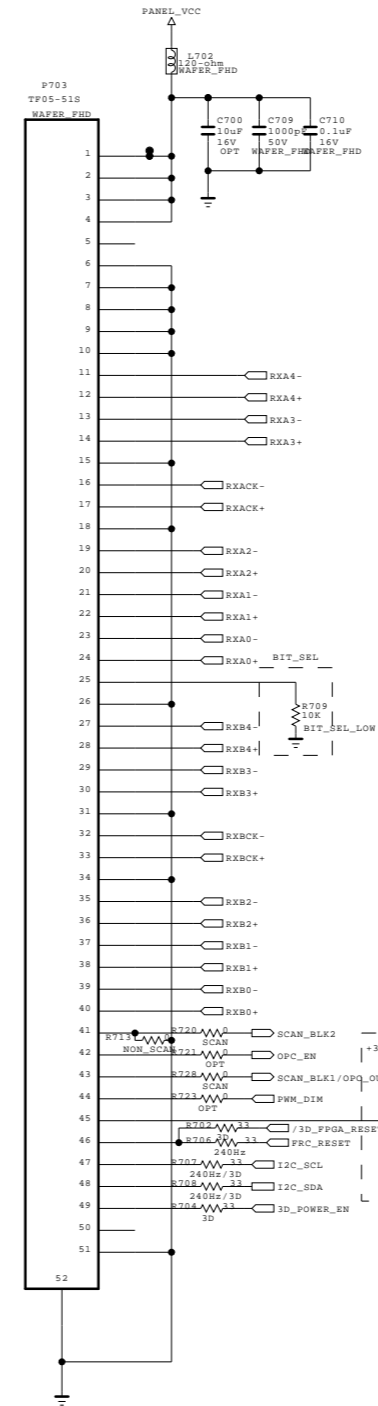 PANEL_VCC
L702
120-ohm
WAFER_FHD
P703
TF05-51S
WAFER_FHD
C700
10uF
16V
OPT
C709
1000pF
50V
WAFER_FHD
C710
0.1uF
16V
WAFER_FHD
1
2
3
4
5
6
7
8
9
10
11 RXA4-
12 RXA4+
13 RXA3-
14 RXA3+
15
16 RXACK-
17 RXACK+
18
19 RXA2-
20 RXA2+
21 RXA1-
22 RXA1+
23 RXA0-
24 RXA0+
BIT_SEL
25
R709
10K
BIT_SEL_LOW
26
27 RXB4-
28 RXB4+
29 RXB3-
30 RXB3+
31
32 RXBCK-
33 RXBCK+
34
35 RXB2-
36 RXB2+
37 RXB1-
38 RXB1+
39 RXB0-
40 RXB0+
41 R713 0 R720 0 SCAN_BLK2
NON_SCAN SCAN
42 R721 0 OPC_EN
OPT
43 R728 0 SCAN_BLK1/OPC_OU
SCAN
44 R723 0 PWM_DIM
OPT
+3
45
R702 33 /3D_FPGA_RESE
3D
46 R706 33 FRC_RESET
240Hz
47 R707 33 I2C_SCL
240Hz/3D
48 R708 33 I2C_SDA
240Hz/3D
49 R704 33 3D_POWER_EN
3D
50
51
52